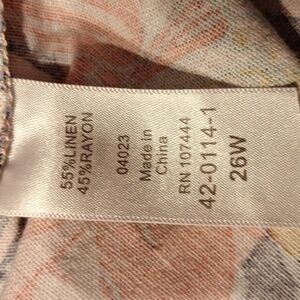 55%LINEN
45%RAYON
04023
Made in
China
RN 107444
42-0114-1
26W